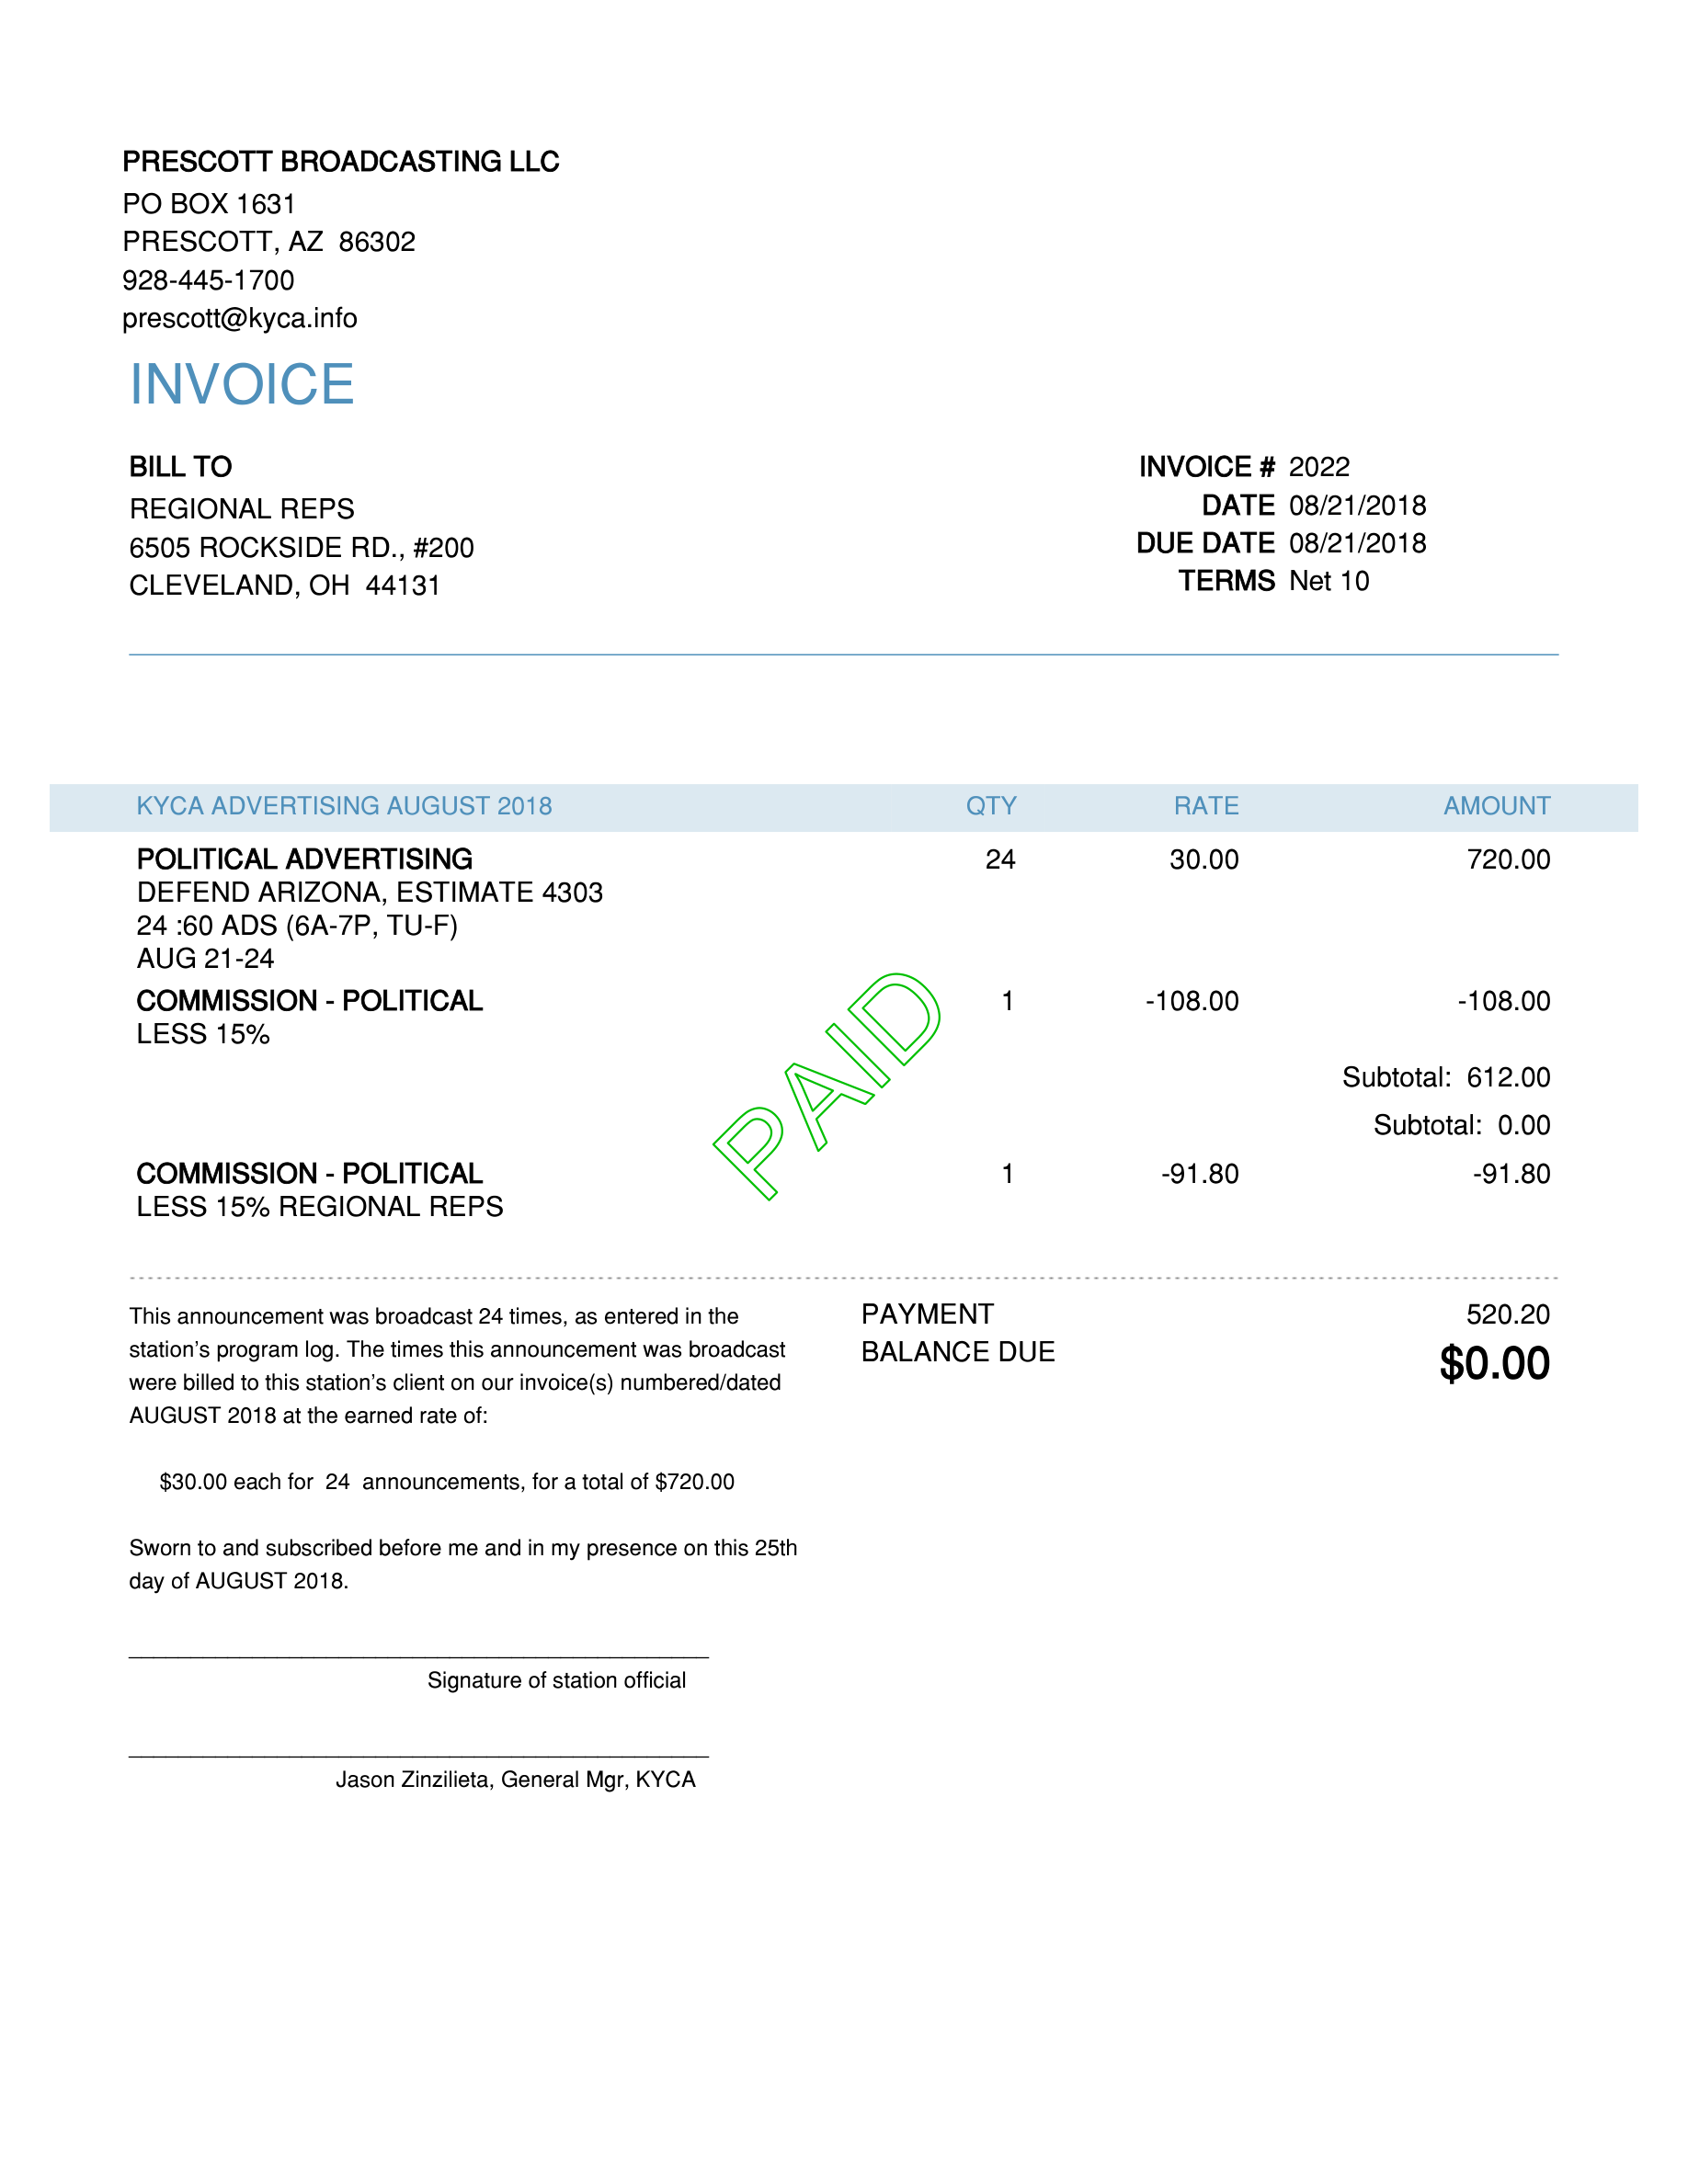 PRESCOTT BROADCASTING LLC
PO BOX 1631
PRESCOTT, AZ  86302
928-445-1700
prescott@kyca.info
INVOICE
BILL TO
REGIONAL REPS
6505 ROCKSIDE RD., #200
CLEVELAND, OH  44131
INVOICE # 2022
DATE 08/21/2018
DUE DATE 08/21/2018
TERMS Net 10
KYCA ADVERTISING AUGUST 2018 QTY RATE AMOUNT
POLITICAL ADVERTISING 24 30.00 720.00
DEFEND ARIZONA, ESTIMATE 4303
24 :60 ADS (6A-7P, TU-F)
AUG 21-24
COMMISSION - POLITICAL 1 -108.00 -108.00
LESS 15%
Subtotal: 612.00
Subtotal: 0.00
COMMISSION - POLITICAL 1 -91.80 -91.80
LESS 15% REGIONAL REPS
PAID
This announcement was broadcast 24 times, as entered in the
station’s program log. The times this announcement was broadcast
were billed to this station’s client on our invoice(s) numbered/dated
AUGUST 2018 at the earned rate of:
$30.00 each for  24  announcements, for a total of $720.00
Sworn to and subscribed before me and in my presence on this 25th
day of AUGUST 2018.
Signature of station official
Jason Zinzilieta, General Mgr, KYCA
PAYMENT 520.20
BALANCE DUE $0.00